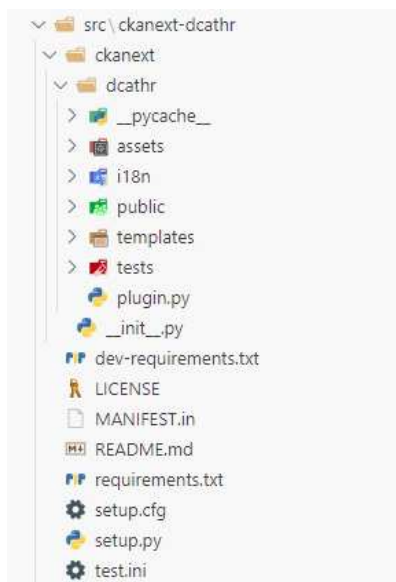 src\ckanext-dcathr
ckanext
dcathr
__pycache__
assets
i18n
public
templates
tests
plugin.py
__init__.py
dev-requirements.txt
LICENSE
MANIFEST.in
README.md
requirements.txt
setup.cfg
setup.py
test.ini